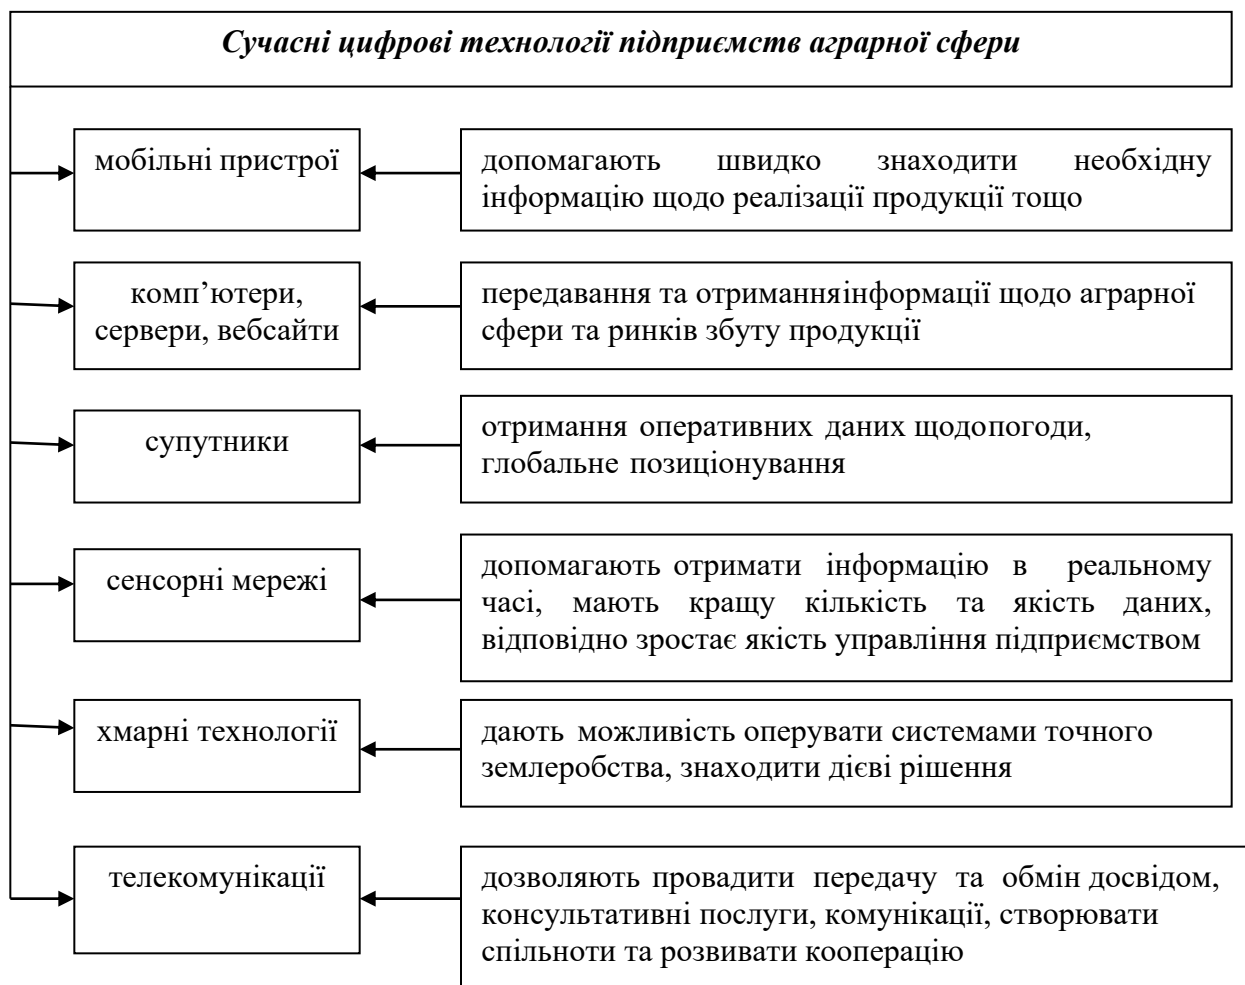 Сучасні цифрові технології підприємств аграрної сфери
мобільні пристрої
допомагають швидко знаходити необхідну
інформацію щодо реалізації продукції тощо
комп’ютери,
сервери, вебсайти
передавання та отриманняінформації щодо аграрної
сфери та ринків збуту продукції
супутники
отримання оперативних даних щодопогоди,
глобальне позиціонування
сенсорні мережі
допомагають отримати інформацію в реальному
часі, мають кращу кількість та якість даних,
відповідно зростає якість управління підприємством
хмарні технології
дають можливість оперувати системами точного
землеробства, знаходити дієві рішення
телекомунікації
дозволяють провадити передачу та обмін досвідом,
консультативні послуги, комунікації, створювати
спільноти та розвивати кооперацію